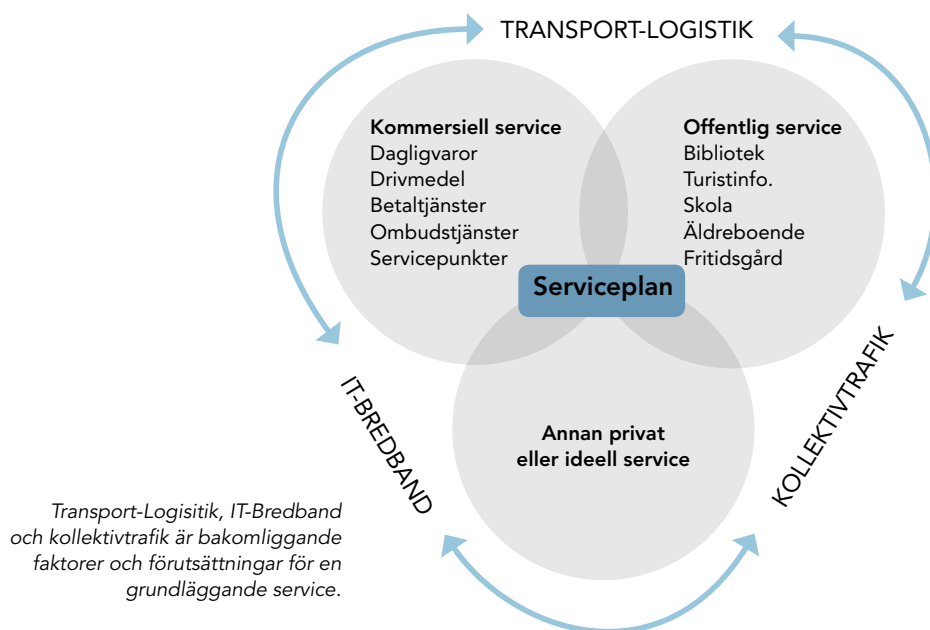 TRANSPORT-LOGISTIK
Kommersiell service
Dagligvaror
Drivmedel
Betaltjänster
Ombudstjänster
Servicepunkter
Offentlig service
Bibliotek
Turistinfo.
Skola
Äldreboende
Fritidsgård
Serviceplan
IT-BREDBAND
KOLLEKTIVTRAFIK
Annan privat
eller ideell service
Transport-Logisitik, IT-Bredband
och kollektivtrafik är bakomliggande
faktorer och förutsättningar för en
grundläggande service.